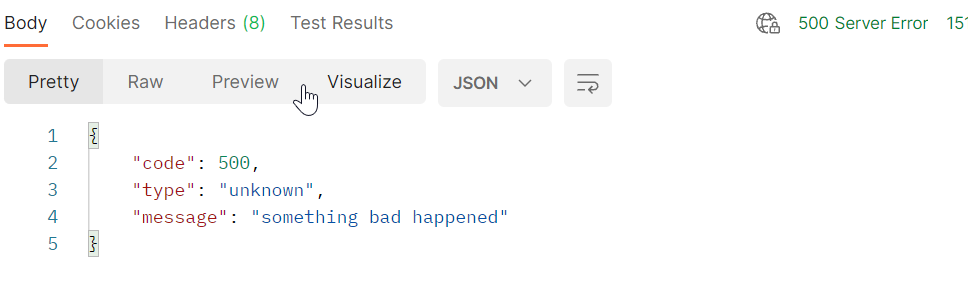 Body Cookies Headers (8) Test Results 500 Server Error 151
Pretty Raw Preview Visualize JSON
1 {
2 "code": 500,
3 "type": "unknown",
4 "message": "something bad happened"
5 }